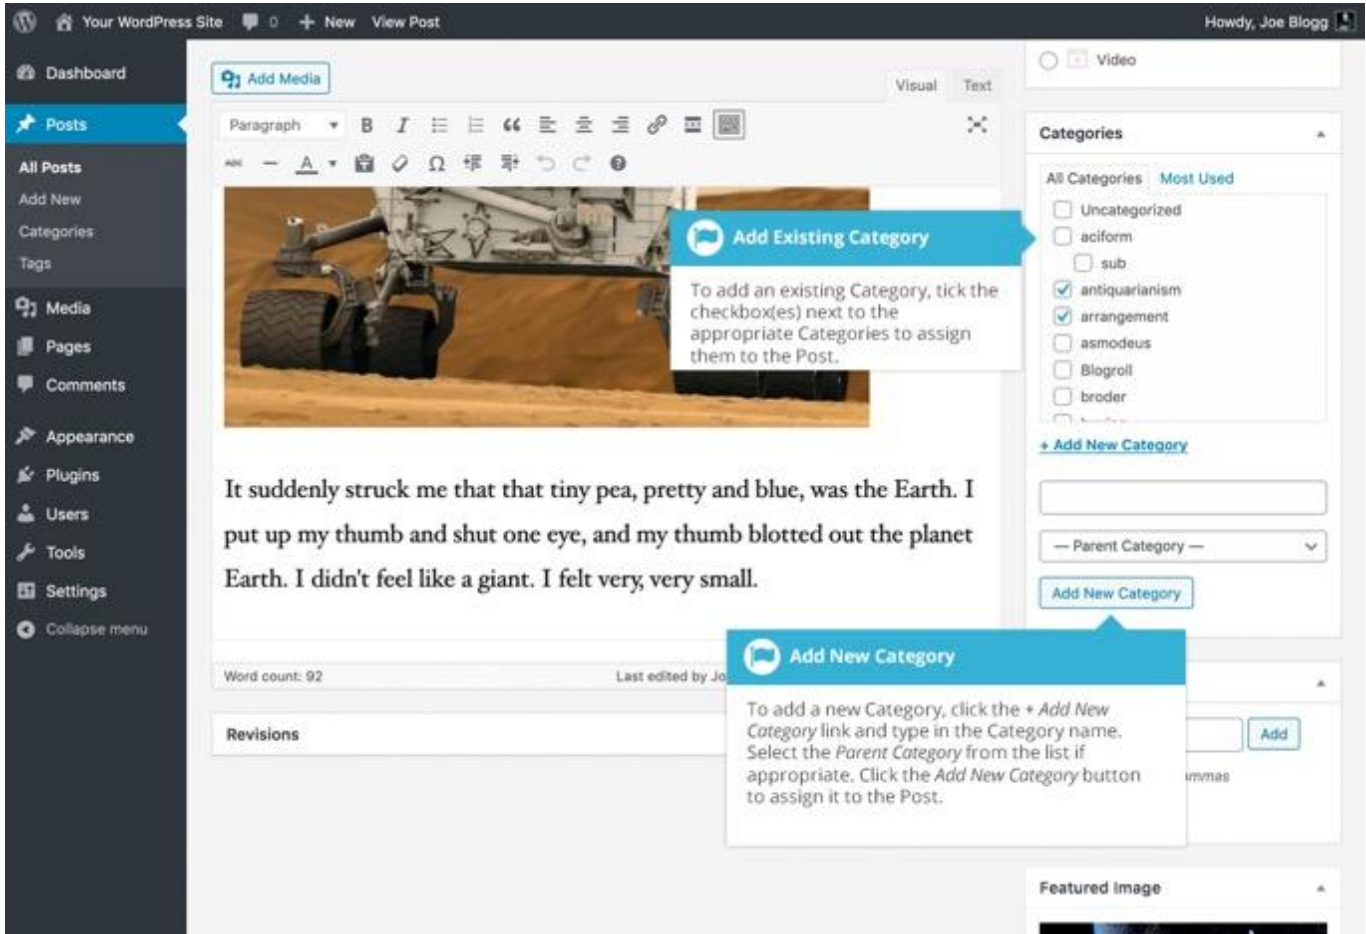 Your WordPress Site 0 + New View Post
Howdy, Joe Blogg
Dashboard
Posts
All Posts
Add New
Categories
Tags
Media
Pages
Comments
Appearance
Plugins
Users
Tools
Settings
Collapse menu
Add Media
Visual Text
Paragraph
B I
ABC
A Ω
Add Existing Category
To add an existing Category, tick the
checkbox(es) next to the
appropriate Categories to assign
them to the Post.
It suddenly struck me that that tiny pea, pretty and blue, was the Earth. I
put up my thumb and shut one eye, and my thumb blotted out the planet
Earth. I didn't feel like a giant. I felt very, very small.
Word count: 92
Last edited by Jo
Revisions
Video
Categories
All Categories Most Used
Uncategorized
aciform
sub
antiquarianism
arrangement
asmodeus
Blogroll
broder
+ Add New Category
— Parent Category —
Add New Category
Add New Category
To add a new Category, click the + Add New
Category link and type in the Category name.
Select the Parent Category from the list if
appropriate. Click the Add New Category button
to assign it to the Post.
Add
mmas
Featured Image